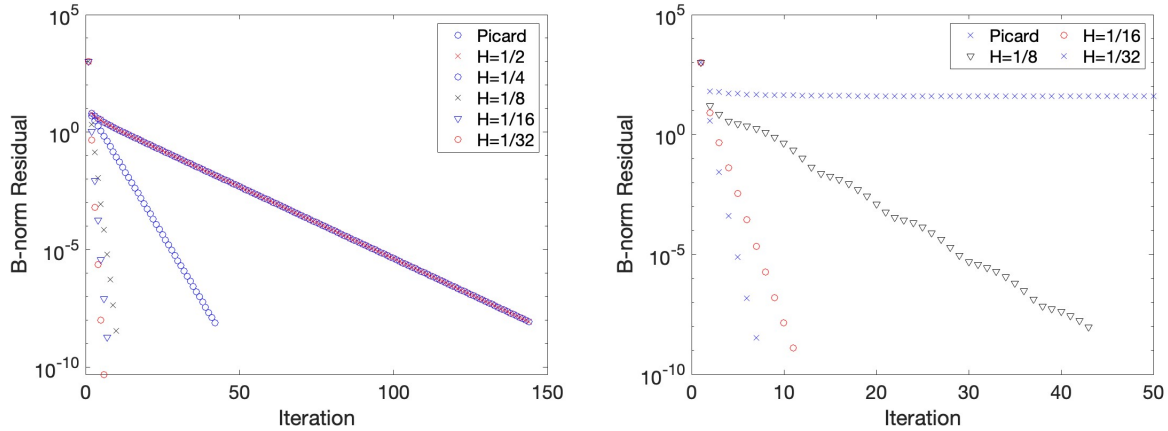 10^5
10^0
10^-5
10^-10
B-norm Residual
0
50
100
150
Iteration
Picard
H=1/2
H=1/4
H=1/8
H=1/16
H=1/32
10^5
10^0
10^-5
10^-10
B-norm Residual
0
10
20
30
40
50
Iteration
Picard
H=1/8
H=1/16
H=1/32